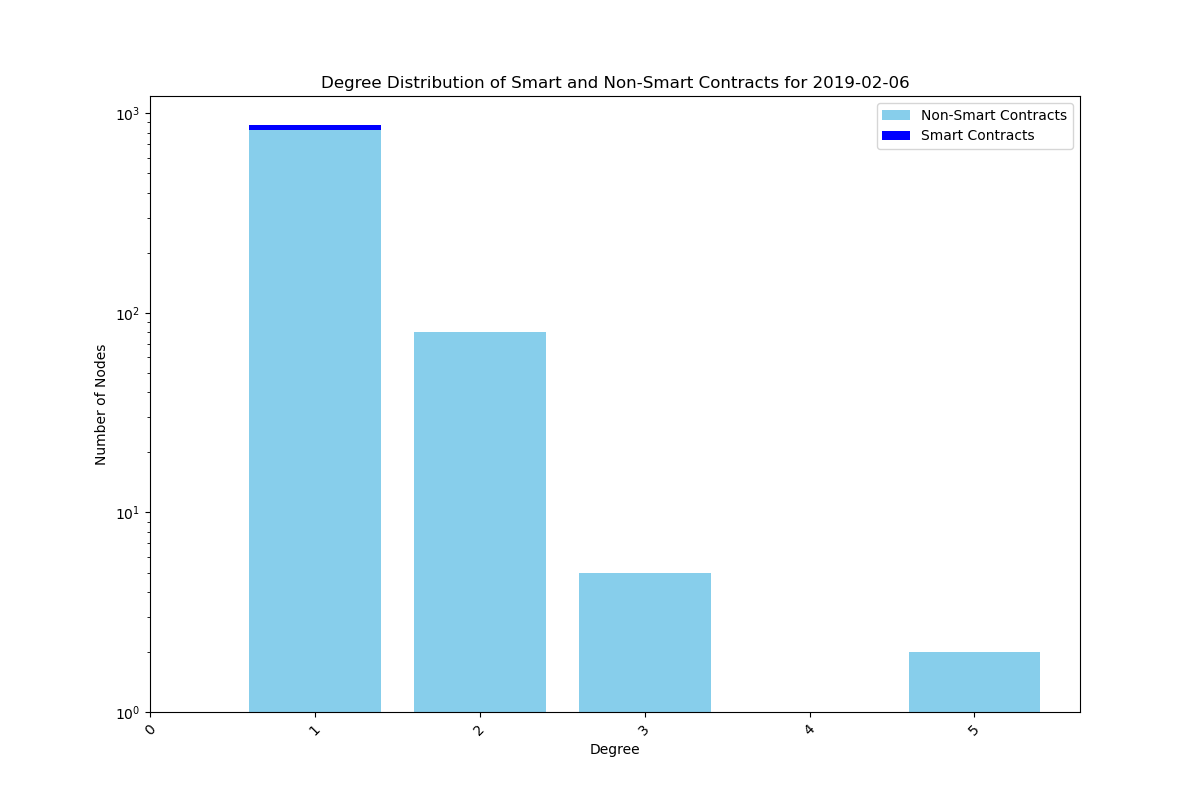 Degree Distribution of Smart and Non-Smart Contracts for 2019-02-06
Non-Smart Contracts
Smart Contracts
Number of Nodes
10³
10²
10¹
10⁰
0 1 2 3 4 5
Degree